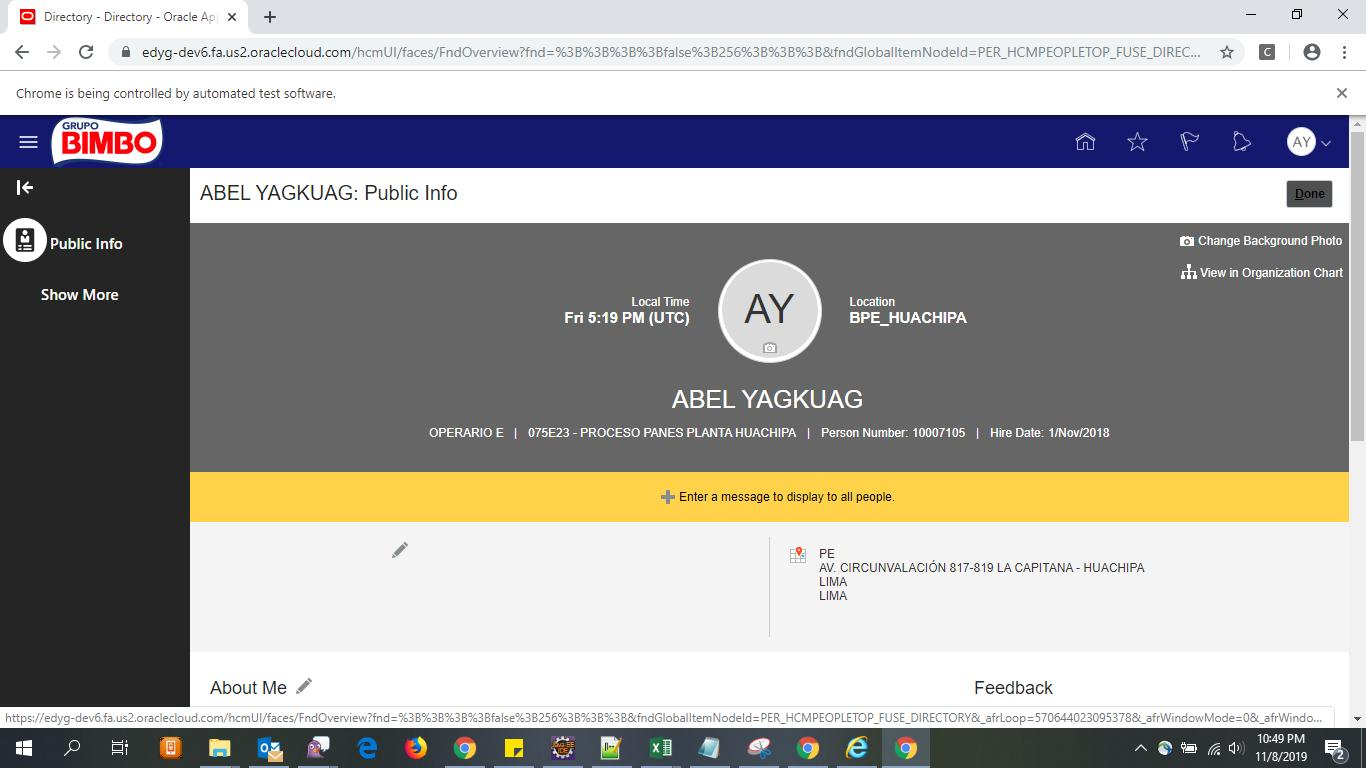 Directory - Directory - Oracle Ap
edyg-dev6.fa.us2.oraclecloud.com/hcmUI/faces/FndOverview?fnd=%3B%3B%3B%3Bfalse%3B256%3B%3B%3B&fndGlobalItemNodeId=PER_HCMPEOPLETOP_FUSE_DIREC...
C
Chrome is being controlled by automated test software.
GRUPO
BIMBO
AY
ABEL YAGKUAG: Public Info
Done
Public Info
Show More
Change Background Photo
View in Organization Chart
Local Time
Fri 5:19 PM (UTC)
AY
Location
BPE_HUACHIPA
ABEL YAGKUAG
OPERARIO E | 075E23 - PROCESO PANES PLANTA HUACHIPA | Person Number: 10007105 | Hire Date: 1/Nov/2018
Enter a message to display to all people.
PE
AV. CIRCUNVALACIÓN 817-819 LA CAPITANA - HUACHIPA
LIMA
LIMA
About Me
Feedback
https://edyg-dev6.fa.us2.oraclecloud.com/hcmUI/faces/FndOverview?fnd=%3B%3B%3B%3Bfalse%3B256%3B%3B%3B&fndGlobalItemNodeId=PER_HCMPEOPLETOP_FUSE_DIRECTORY&_afrLoop=570644023095378&_afrWindowMode=0&_afrWindo...
10:49 PM
11/8/2019
2